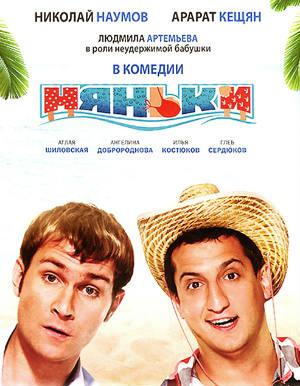 НИКОЛАЙ НАУМОВ АРАРАТ КЕЩЯН
ЛЮДМИЛА АРТЕМЬЕВА
в роли неудержимой бабушки
В КОМЕДИИ
НЯНЬКИ
АГЛАЯ ШИЛОВСКАЯ
АНГЕЛИНА ДОБРОРОДНОВА
ИЛЬЯ КОСТЮКОВ
ГЛЕБ СЕРДЮКОВ